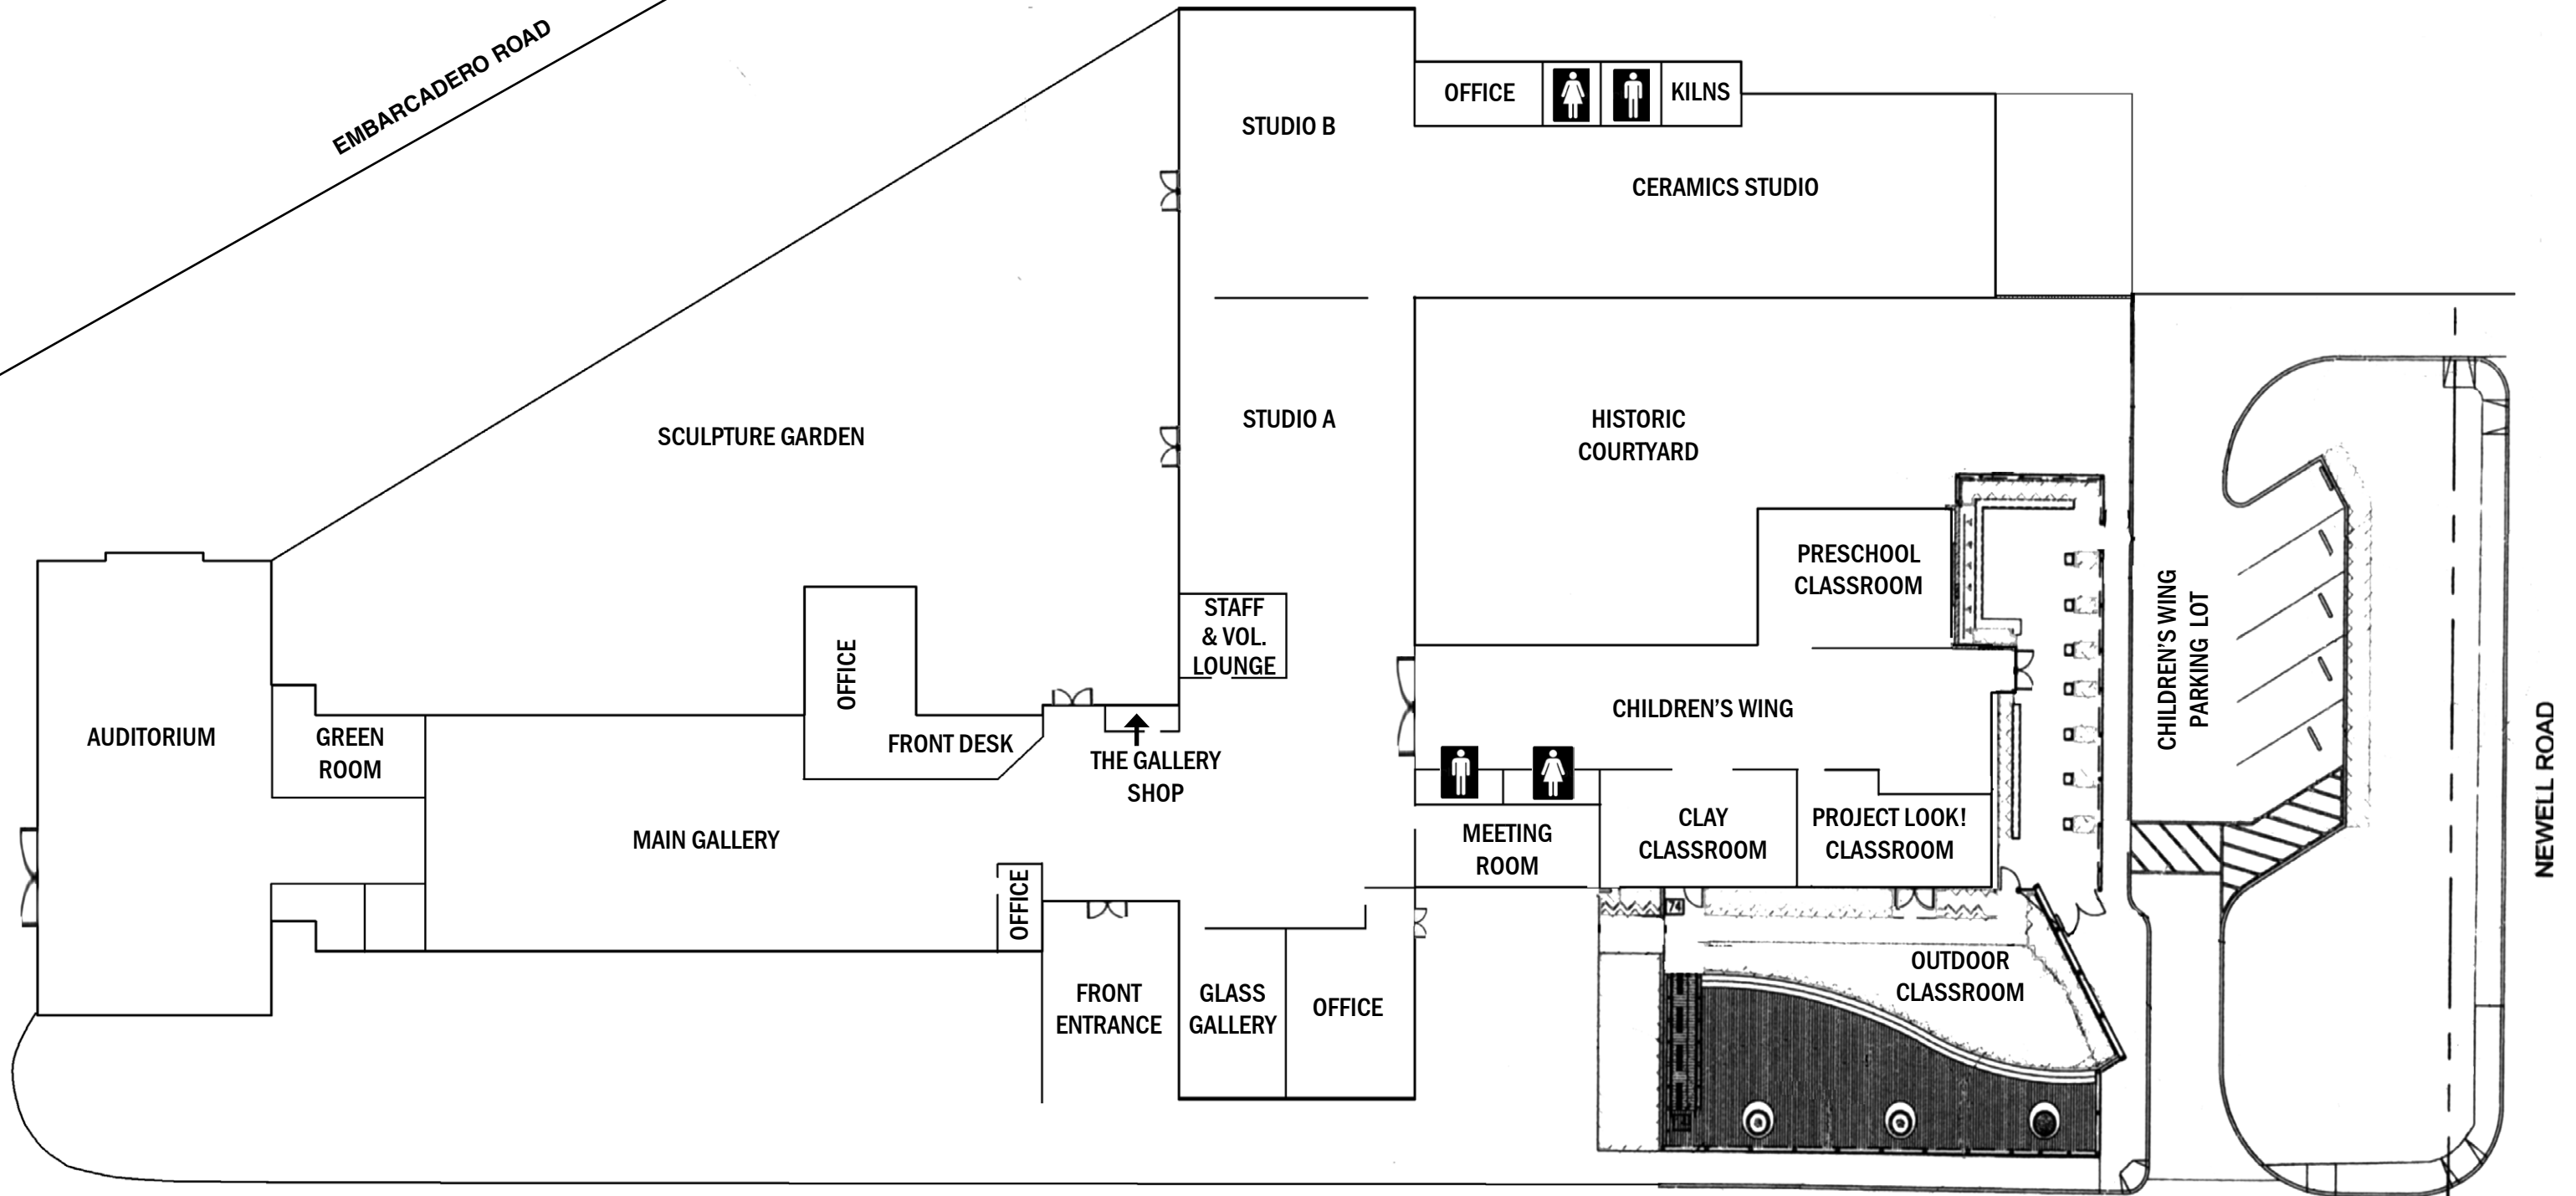 EMBARCADERO ROAD
STUDIO B
OFFICE
KILNS
CERAMICS STUDIO
SCULPTURE GARDEN
STUDIO A
HISTORIC
COURTYARD
PRESCHOOL
CLASSROOM
STAFF
& VOL.
LOUNGE
OFFICE
CHILDREN'S WING
PARKING LOT
AUDITORIUM
GREEN
ROOM
FRONT DESK
THE GALLERY
SHOP
CHILDREN'S WING
NEWELL ROAD
MAIN GALLERY
MEETING
ROOM
CLAY
CLASSROOM
PROJECT LOOK!
CLASSROOM
OFFICE
74
OUTDOOR
CLASSROOM
FRONT
ENTRANCE
GLASS
GALLERY
OFFICE